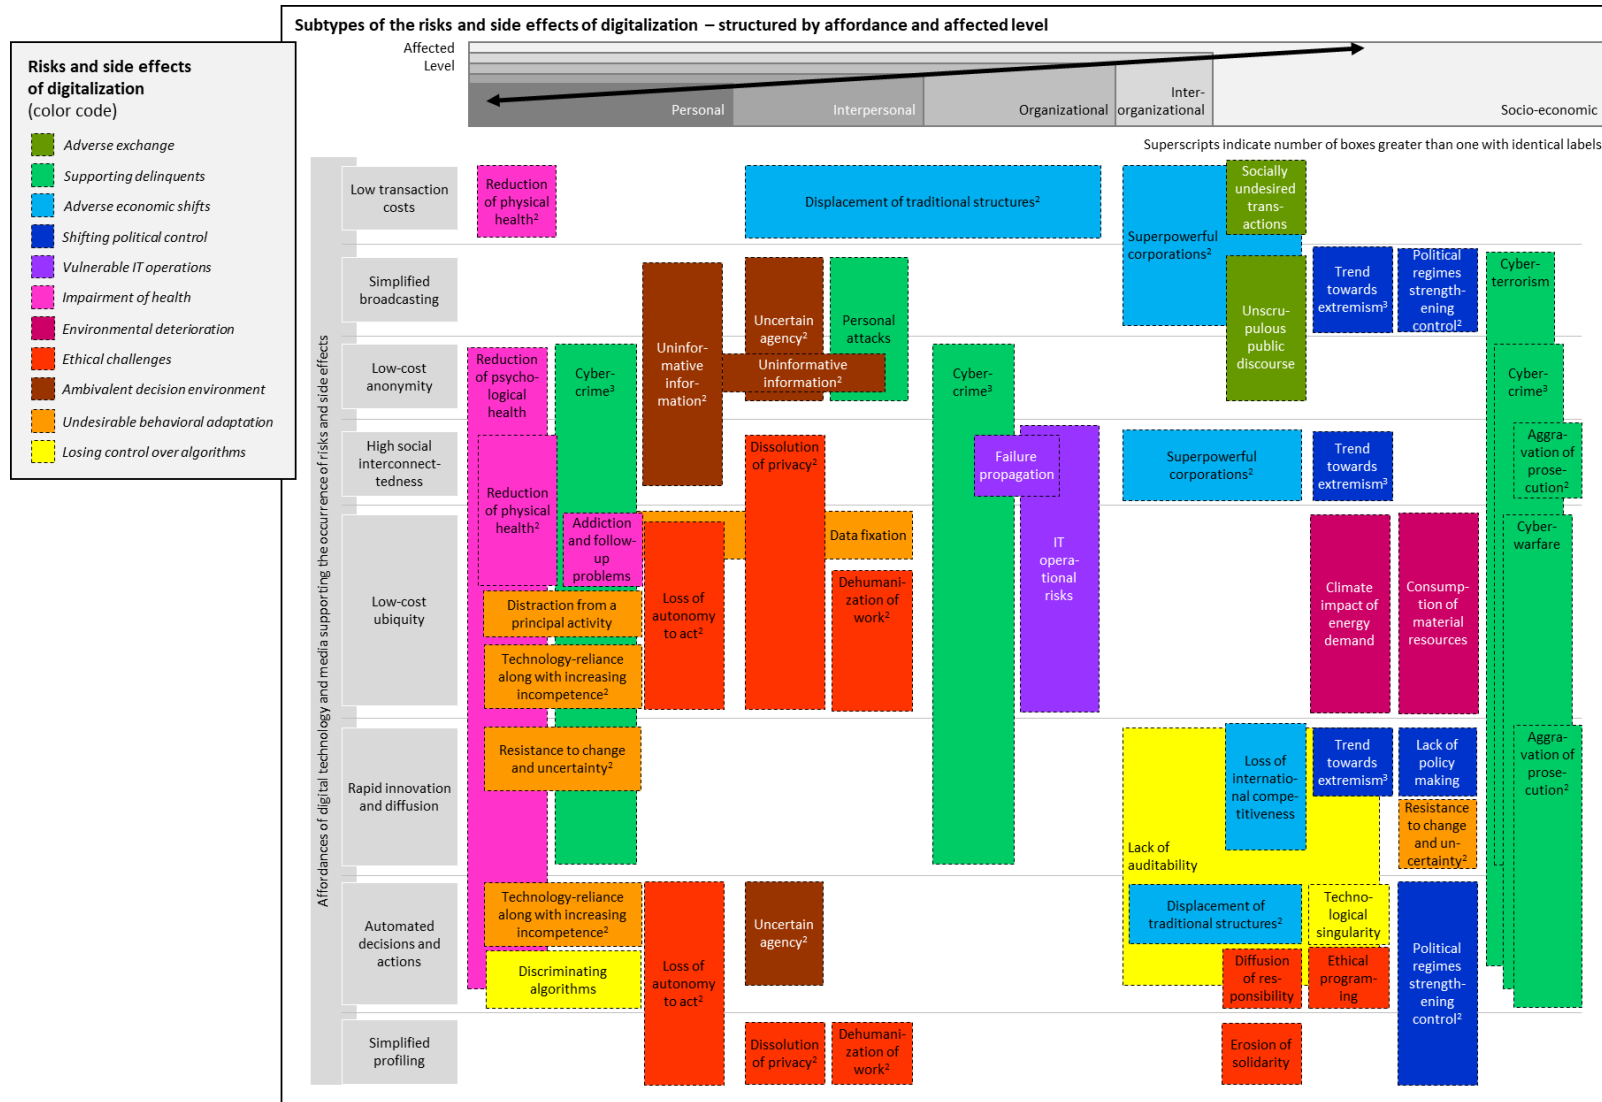 Subtypes of the risks and side effects of digitalization – structured by affordance and affected level
Affected
Level
Personal
Interpersonal
Organizational
Inter-
organizational
Socio-economic
Superscripts indicate number of boxes greater than one with identical labels
Risks and side effects
of digitalization
(color code)
Adverse exchange
Supporting delinquents
Adverse economic shifts
Shifting political control
Vulnerable IT operations
Impairment of health
Environmental deterioration
Ethical challenges
Ambivalent decision environment
Undesirable behavioral adaptation
Losing control over algorithms
Affordances of digital technology and media supporting the occurrence of risks and side effects
Low transaction
costs
Reduction
of physical
health²
Displacement of traditional structures²
Superpowerful
corporations²
Socially
undesired
trans-
actions
Simplified
broadcasting
Uninfor-
mative
infor-
mation²
Uncertain
agency²
Personal
attacks
Unscru-
pulous
public
discourse
Trend
towards
extremism³
Political
regimes
strength-
ening
control²
Cyber-
terrorism
Low-cost
anonymity
Reduction
of psycho-
logical
health
Cyber-
crime³
Uninformative
information²
Cyber-
crime³
Cyber-
crime³
High social
interconnect-
tedness
Reduction
of physical
health²
Dissolution
of privacy²
Failure
propagation
IT
opera-
tional
risks
Superpowerful
corporations²
Trend
towards
extremism³
Aggra-
vation of
prose-
cution²
Low-cost
ubiquity
Addiction
and follow-
up
problems
Data fixation
Distraction from a
principal activity
Technology-reliance
along with increasing
incompetence²
Loss of
autonomy
to act²
Dehumani-
zation of
work²
Climate
impact of
energy
demand
Consump-
tion of
material
resources
Cyber-
warfare
Rapid innovation
and diffusion
Resistance to change
and uncertainty²
Lack of
auditability
Loss of
internatio-
nal compe-
titiveness
Trend
towards
extremism³
Lack of
policy
making
Resistance
to change
and un-
certainty²
Aggra-
vation of
prose-
cution²
Automated
decisions and
actions
Technology-reliance
along with increasing
incompetence²
Discriminating
algorithms
Loss of
autonomy
to act²
Uncertain
agency²
Displacement of
traditional structures²
Techno-
logical
singularity
Diffusion
of res-
ponsibility
Ethical
program-
ing
Political
regimes
strength-
ening
control²
Simplified
profiling
Dissolution
of privacy²
Dehumani-
zation of
work²
Erosion of
solidarity